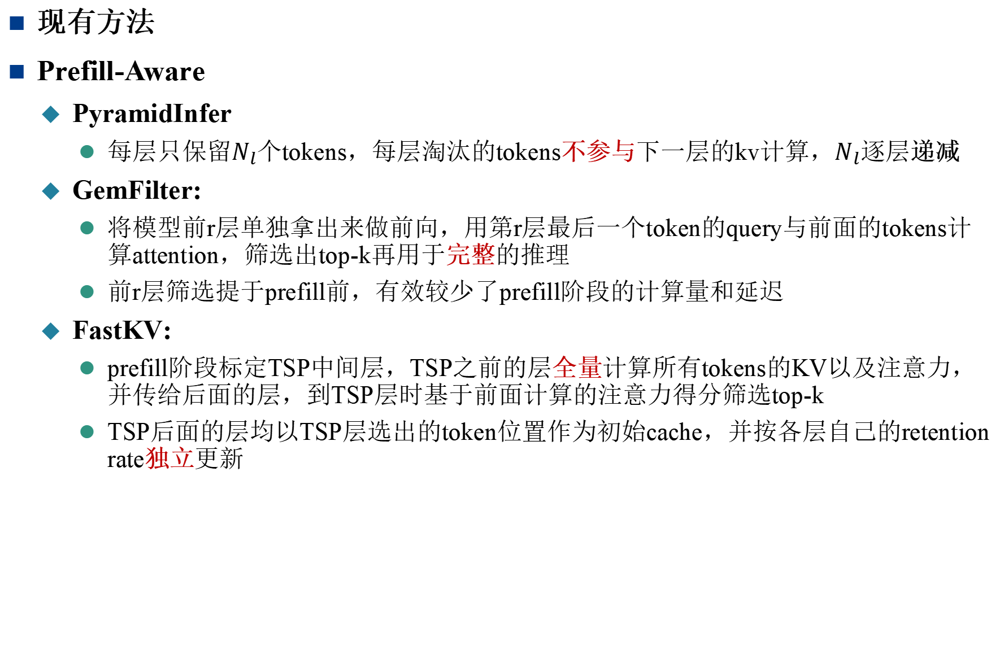 现有方法
Prefill-Aware
PyramidInfer
每层只保留N_l个tokens，每层淘汰的tokens不参与下一层的kv计算，N_l逐层递减
GemFilter:
将模型前r层单独拿出来做前向，用第r层最后一个token的query与前面的tokens计
算attention，筛选出top-k再用于完整的推理
前r层筛选提于prefill前，有效较少了prefill阶段的计算量和延迟
FastKV:
prefill阶段标定TSP中间层，TSP之前的层全量计算所有tokens的KV以及注意力，
并传给后面的层，到TSP层时基于前面计算的注意力得分筛选top-k
TSP后面的层均以TSP层选出的token位置作为初始cache，并按各层自己的retention
rate独立更新